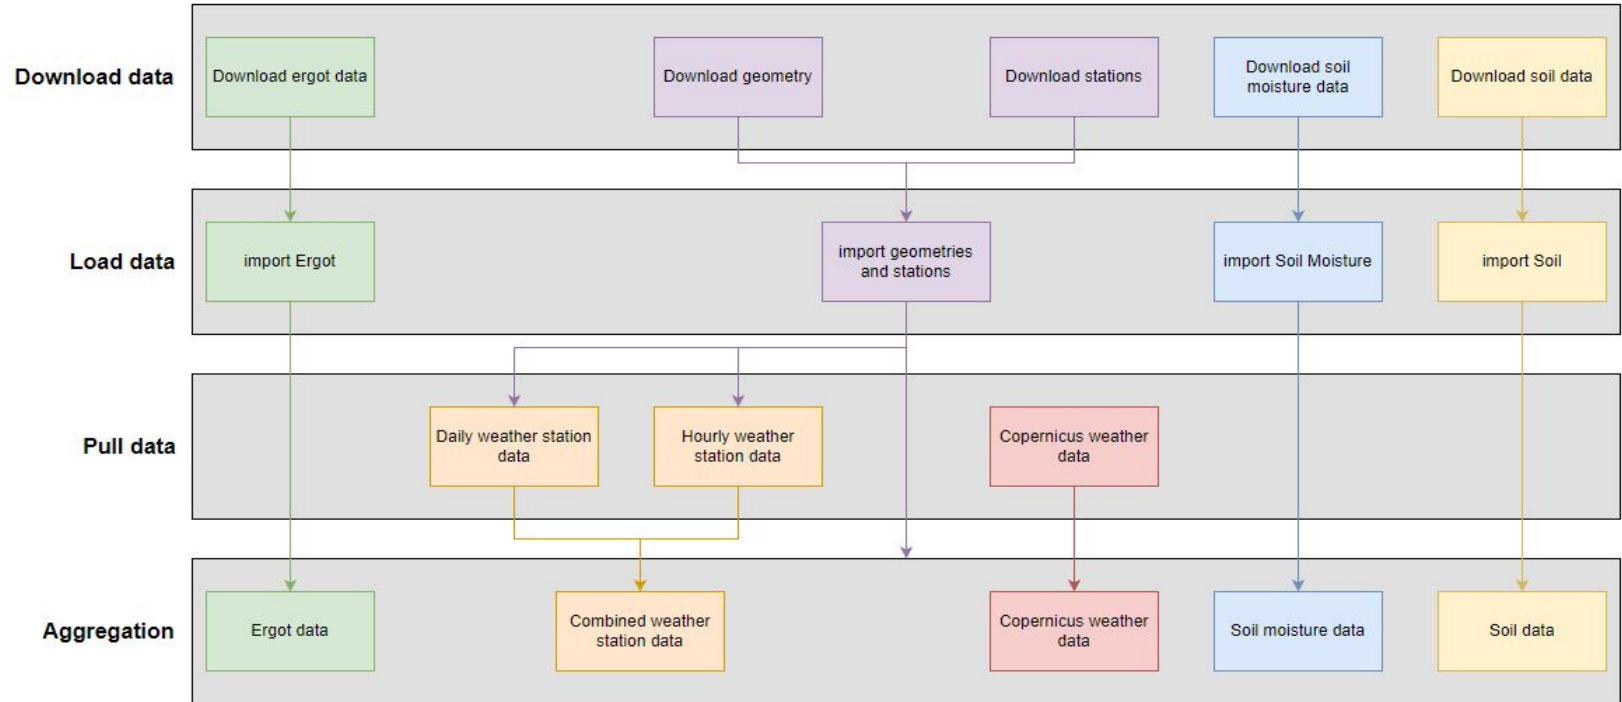 Download data
Download ergot data
Download geometry
Download stations
Download soil
moisture data
Download soil data
Load data
import Ergot
import geometries
and stations
import Soil Moisture
import Soil
Pull data
Daily weather station
data
Hourly weather
station data
Copernicus weather
data
Aggregation
Ergot data
Combined weather
station data
Copernicus weather
data
Soil moisture data
Soil data